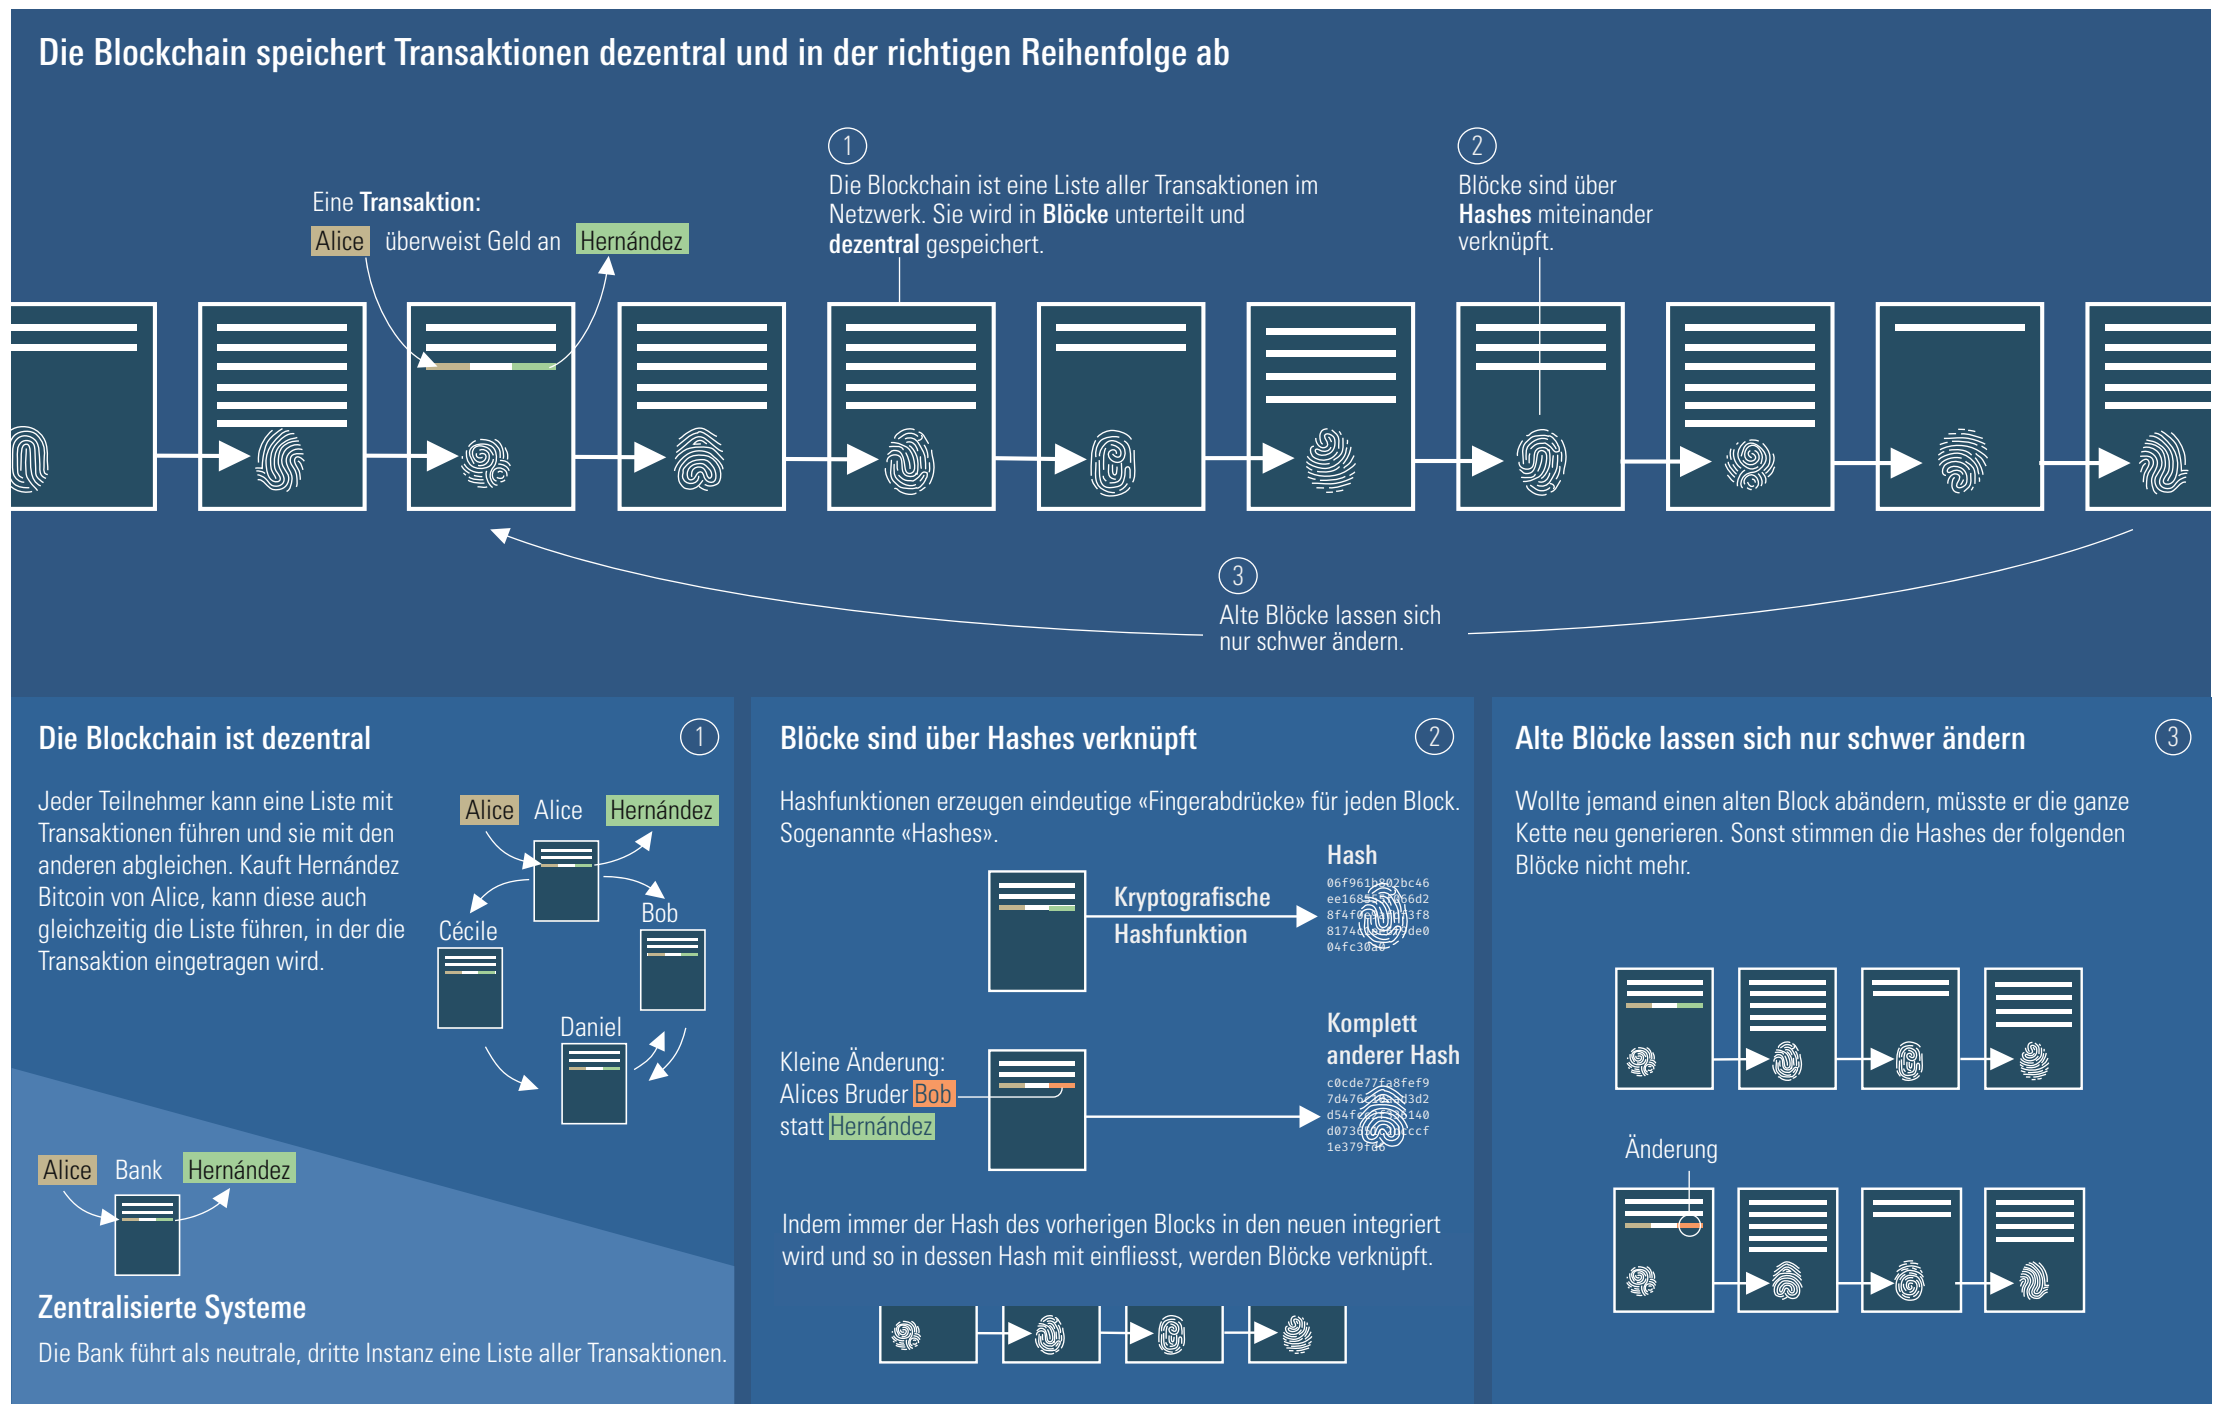 Die Blockchain speichert Transaktionen dezentral und in der richtigen Reihenfolge ab
Eine Transaktion:
Alice überweist Geld an Hernández
1
Die Blockchain ist eine Liste aller Transaktionen im
Netzwerk. Sie wird in Blöcke unterteilt und
dezentral gespeichert.
2
Blöcke sind über
Hashes miteinander
verknüpft.
3
Alte Blöcke lassen sich
nur schwer ändern.
Die Blockchain ist dezentral
1
Jeder Teilnehmer kann eine Liste mit
Transaktionen führen und sie mit den
anderen abgleichen. Kauft Hernández
Bitcoin von Alice, kann diese auch
gleichzeitig die Liste führen, in der die
Transaktion eingetragen wird.
Alice Alice Hernández
Cécile
Bob
Daniel
Alice Bank Hernández
Zentralisierte Systeme
Die Bank führt als neutrale, dritte Instanz eine Liste aller Transaktionen.
Blöcke sind über Hashes verknüpft
2
Hashfunktionen erzeugen eindeutige «Fingerabdrücke» für jeden Block.
Sogenannte «Hashes».
Kryptografische
Hashfunktion
Hash
06f961b802bc46
Kleine Änderung:
Alices Bruder Bob
statt Hernández
Komplett
anderer Hash
c0cde77fa8fef9
Indem immer der Hash des vorherigen Blocks in den neuen integriert
wird und so in dessen Hash mit einfliesst, werden Blöcke verknüpft.
Alte Blöcke lassen sich nur schwer ändern
3
Wollte jemand einen alten Block abändern, müsste er die ganze
Kette neu generieren. Sonst stimmen die Hashes der folgenden
Blöcke nicht mehr.
Änderung